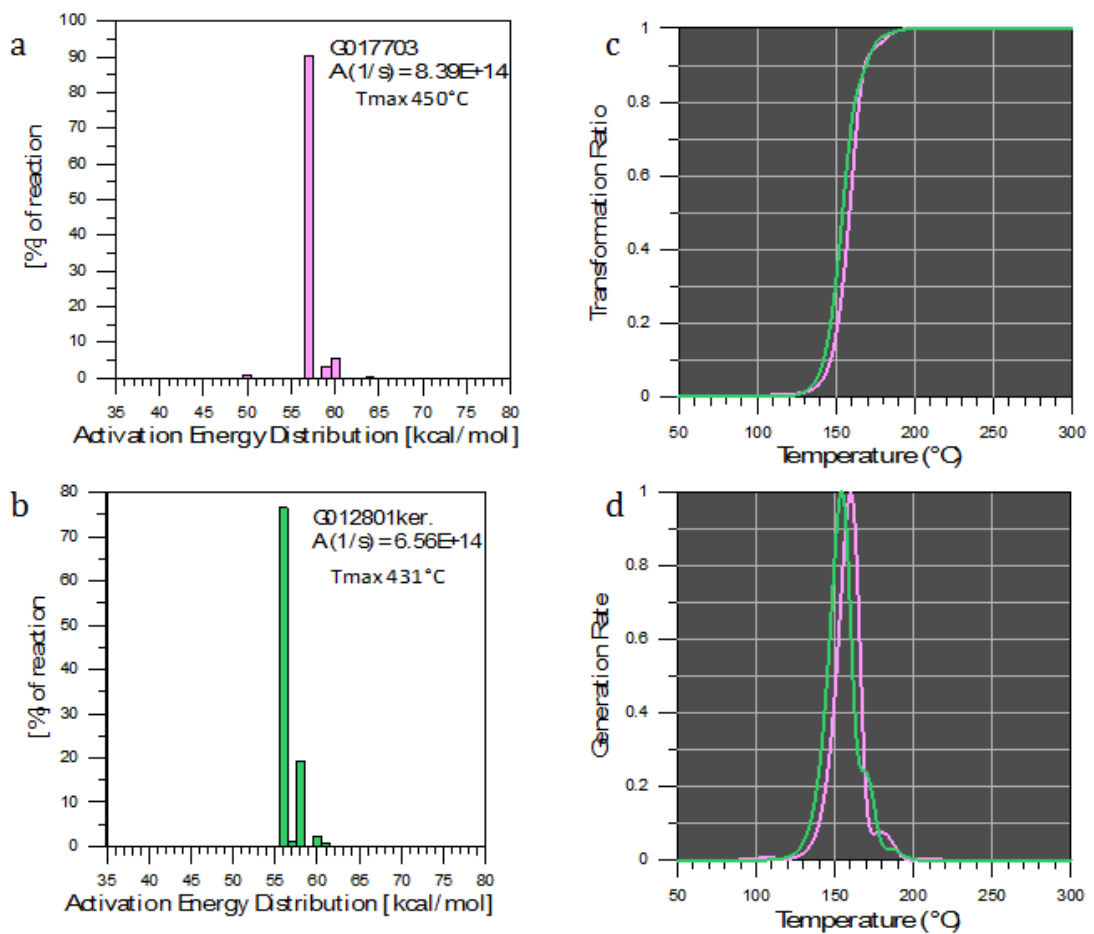 a
100
90
80
70
60
50
40
30
20
10
0
[%] of reaction
G017703
A(1/s)=8.39E+14
Tmax 450°C
35 40 45 50 55 60 65 70 75 80
Activation Energy Distribution [kcal/mol]
c
1
0.8
0.6
0.4
0.2
0
Transformation Ratio
50 100 150 200 250 300
Temperature (°C)
b
80
70
60
50
40
30
20
10
0
[%] of reaction
G012801ker.
A(1/s)=6.56E+14
Tmax 431°C
35 40 45 50 55 60 65 70 75 80
Activation Energy Distribution [kcal/mol]
d
1
0.8
0.6
0.4
0.2
0
Generation Rate
50 100 150 200 250 300
Temperature (°C)